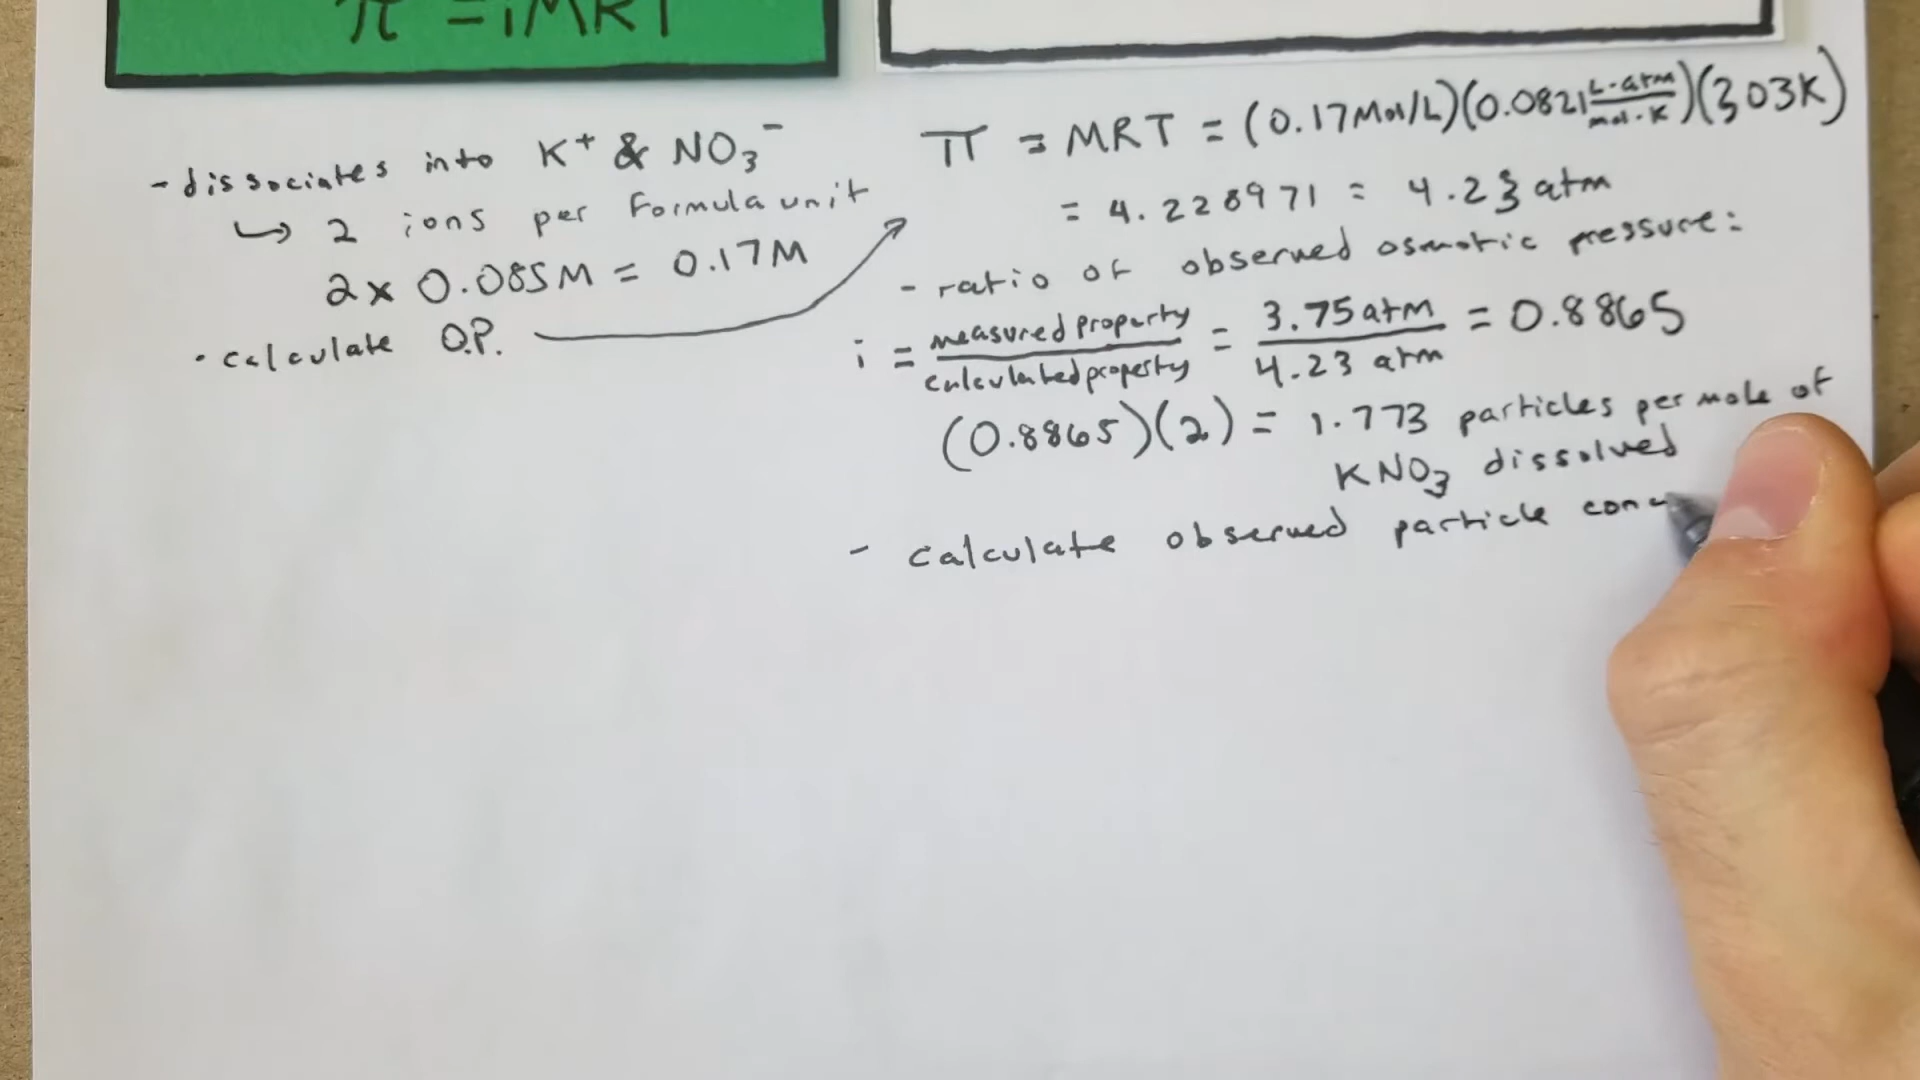 π = iMRT
- dissociates into K⁺ & NO₃⁻
↳ 2 ions per formula unit
2 x 0.085M = 0.17M
· calculate O.P.
π = MRT = (0.17Mol/L)(0.0821 L·atm/mol·K)(303K)
= 4.228971 = 4.23 atm
- ratio of observed osmotic pressure:
i = measured property/calculated property = 3.75 atm/4.23 atm = 0.8865
(0.8865)(2) = 1.773 particles per mole of
KNO₃ dissolved
- calculate observed particle conc